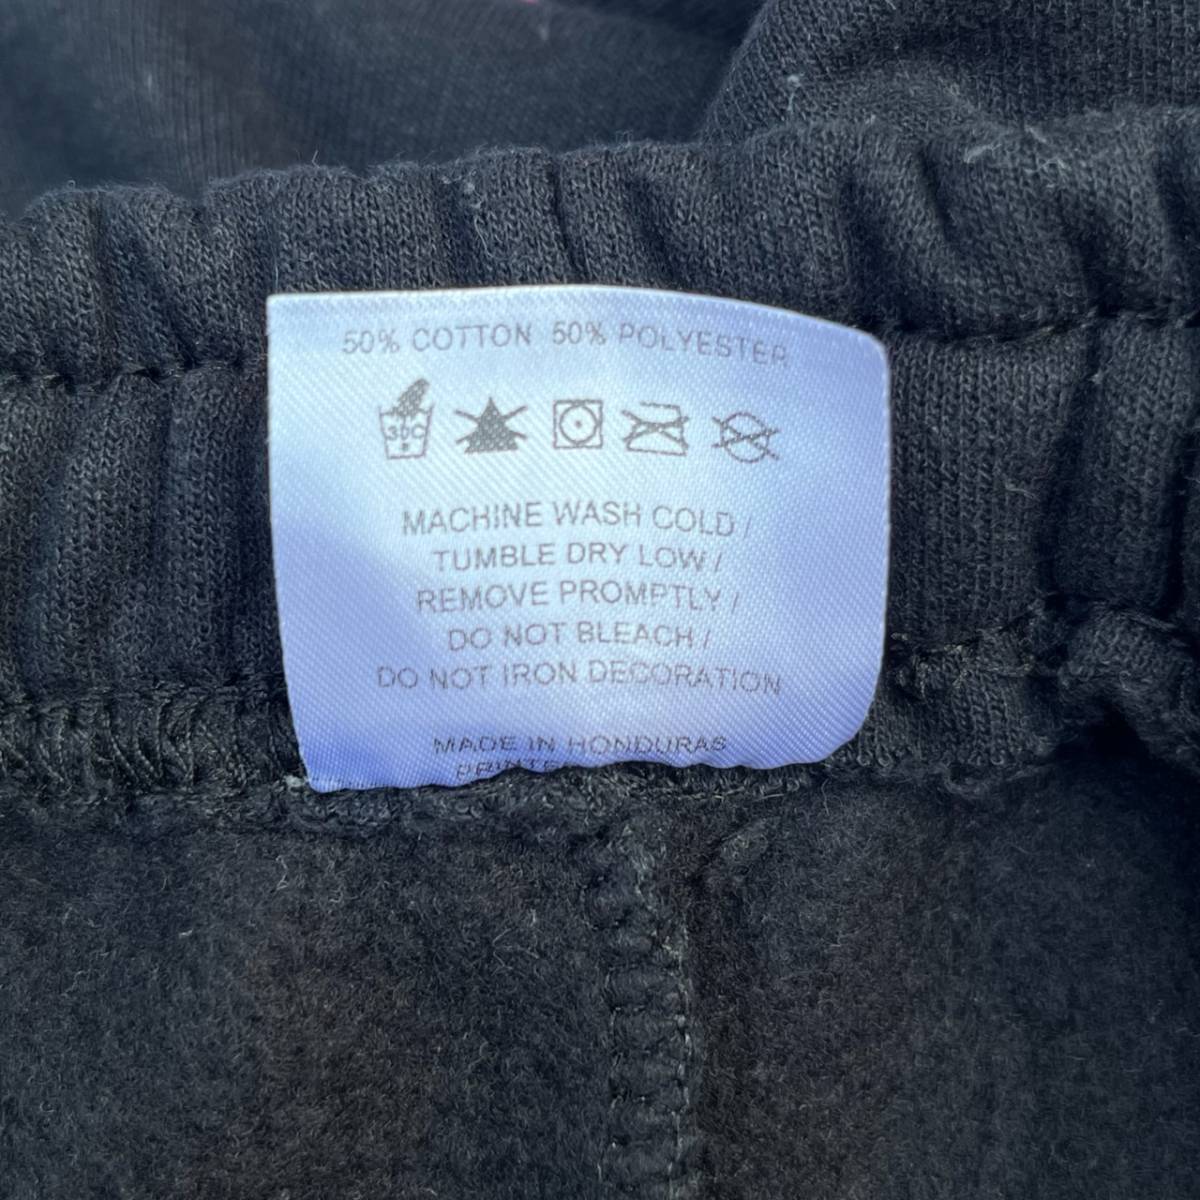 50% COTTON 50% POLYESTER
30C
MACHINE WASH COLD /
TUMBLE DRY LOW /
REMOVE PROMPTLY /
DO NOT BLEACH /
DO NOT IRON DECORATION
MADE IN HONDURAS